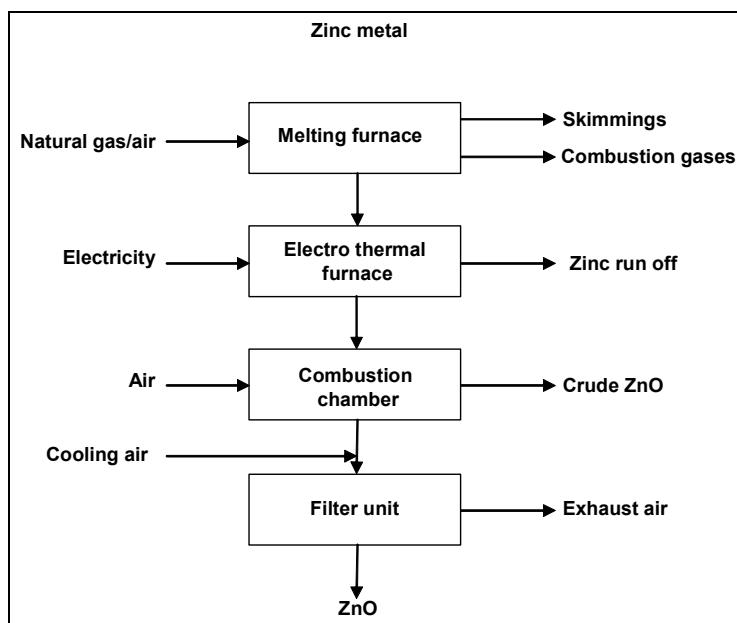 Zinc metal
Natural gas/air
Melting furnace
Skimmings
Combustion gases
Electricity
Electro thermal
furnace
Zinc run off
Air
Combustion
chamber
Crude ZnO
Cooling air
Filter unit
Exhaust air
ZnO